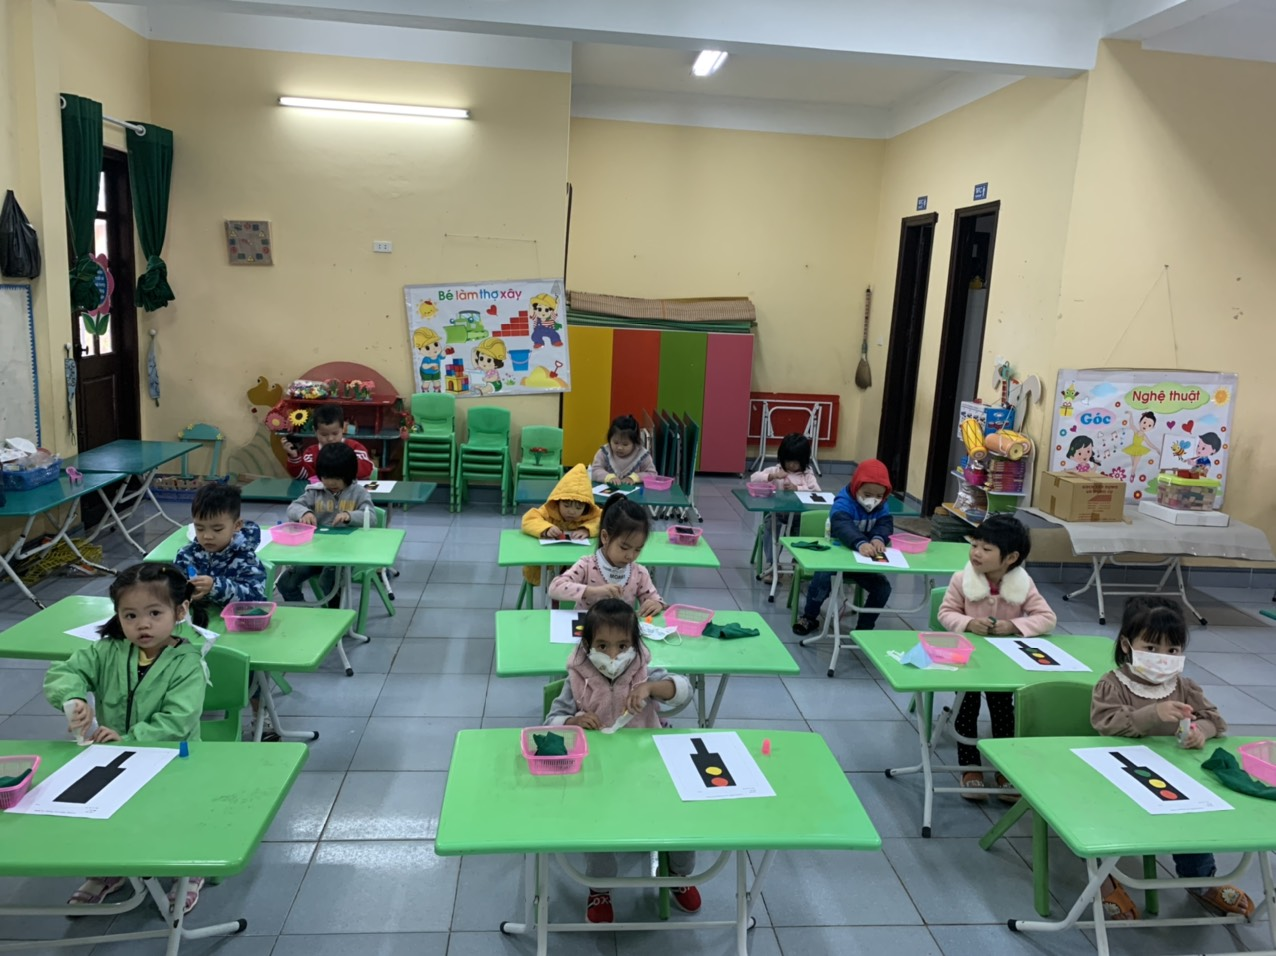 Bé làm thợ xây
Nghệ thuật
Góc